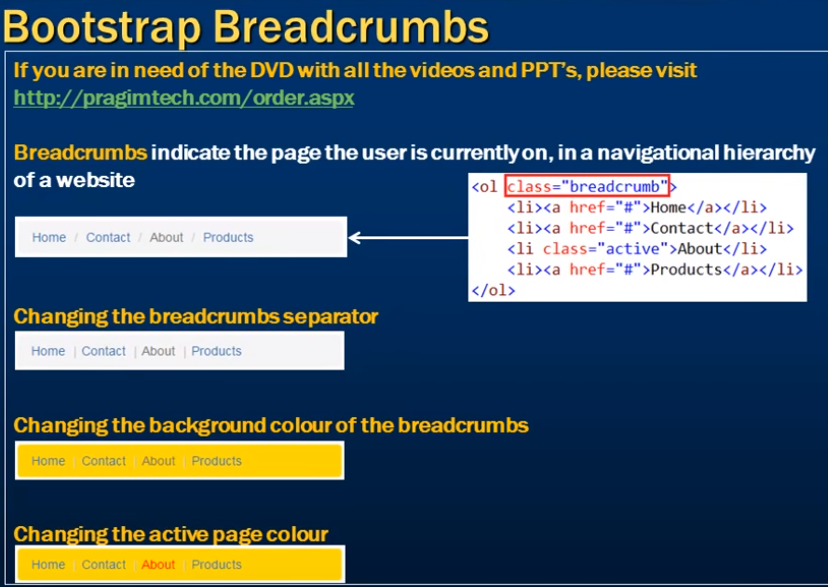 Bootstrap Breadcrumbs
If you are in need of the DVD with all the videos and PPT's, please visit
http://pragimtech.com/order.aspx
Breadcrumbs indicate the page the user is currently on, in a navigational hierarchy
of a website
<ol class="breadcrumb">
<li><a href="#">Home</a></li>
<li><a href="#">Contact</a></li>
<li class="active">About</li>
<li><a href="#">Products</a></li>
</ol>
Home / Contact / About / Products
Changing the breadcrumbs separator
Home | Contact | About | Products
Changing the background colour of the breadcrumbs
Home | Contact | About | Products
Changing the active page colour
Home | Contact | About | Products